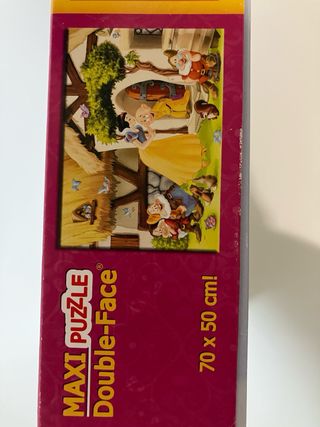 MAXI PUZZLE
Double-Face®
70 x 50 cm!